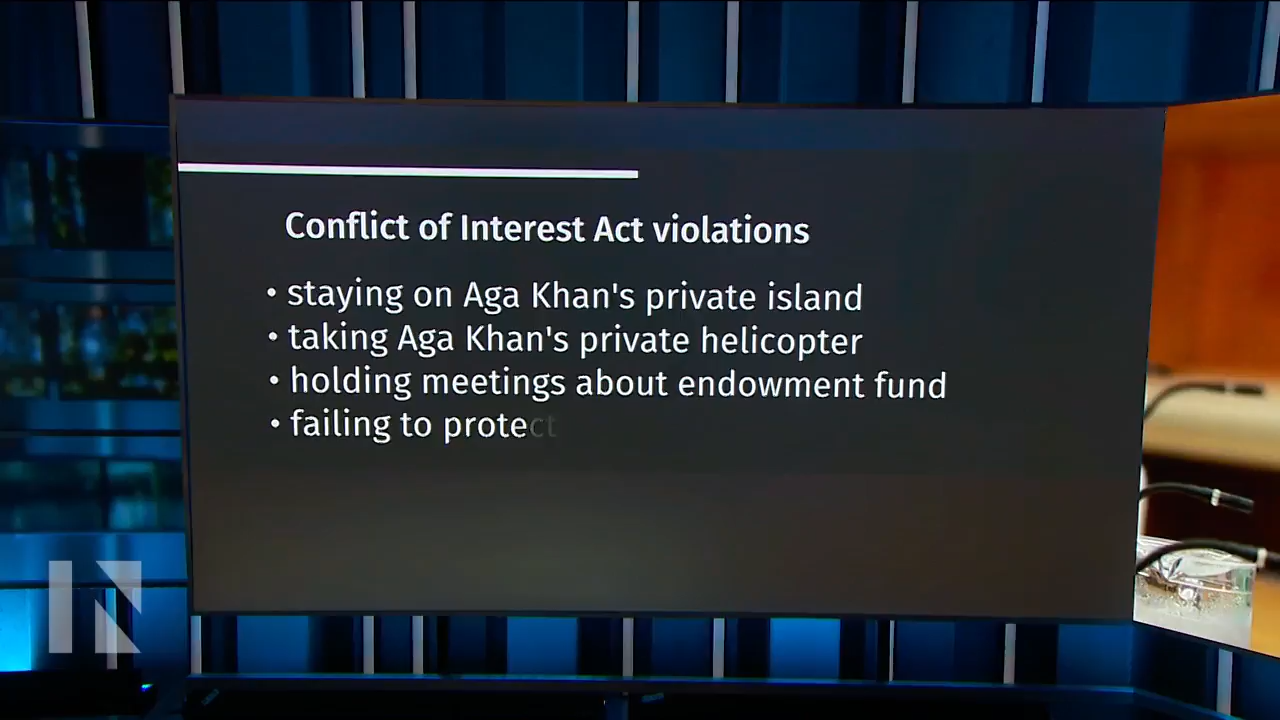 Conflict of Interest Act violations
• staying on Aga Khan's private island
• taking Aga Khan's private helicopter
• holding meetings about endowment fund
• failing to protect
IN